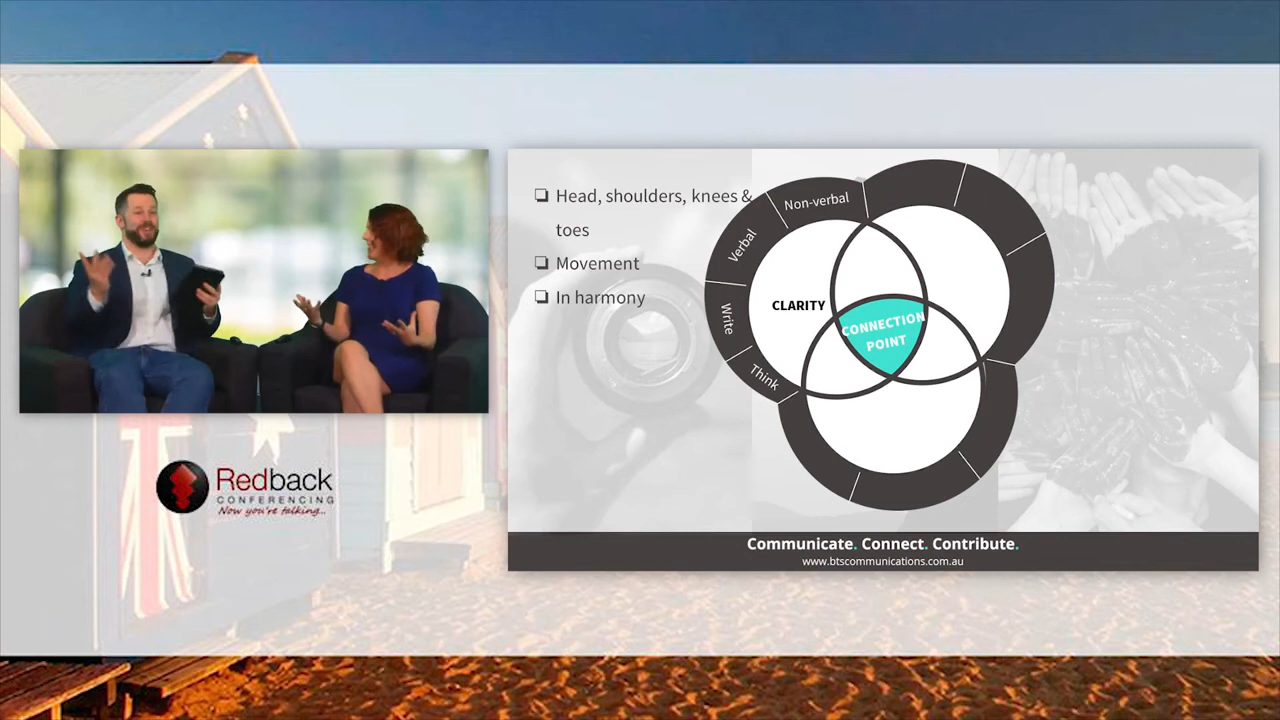 Head, shoulders, knees &
toes
Movement
In harmony
Non-verbal
Verbal
Write
Think
CLARITY
CONNECTION
POINT
Redback
CONFERENCING
Now you're talking...
Communicate. Connect. Contribute.
www.btscommunications.com.au